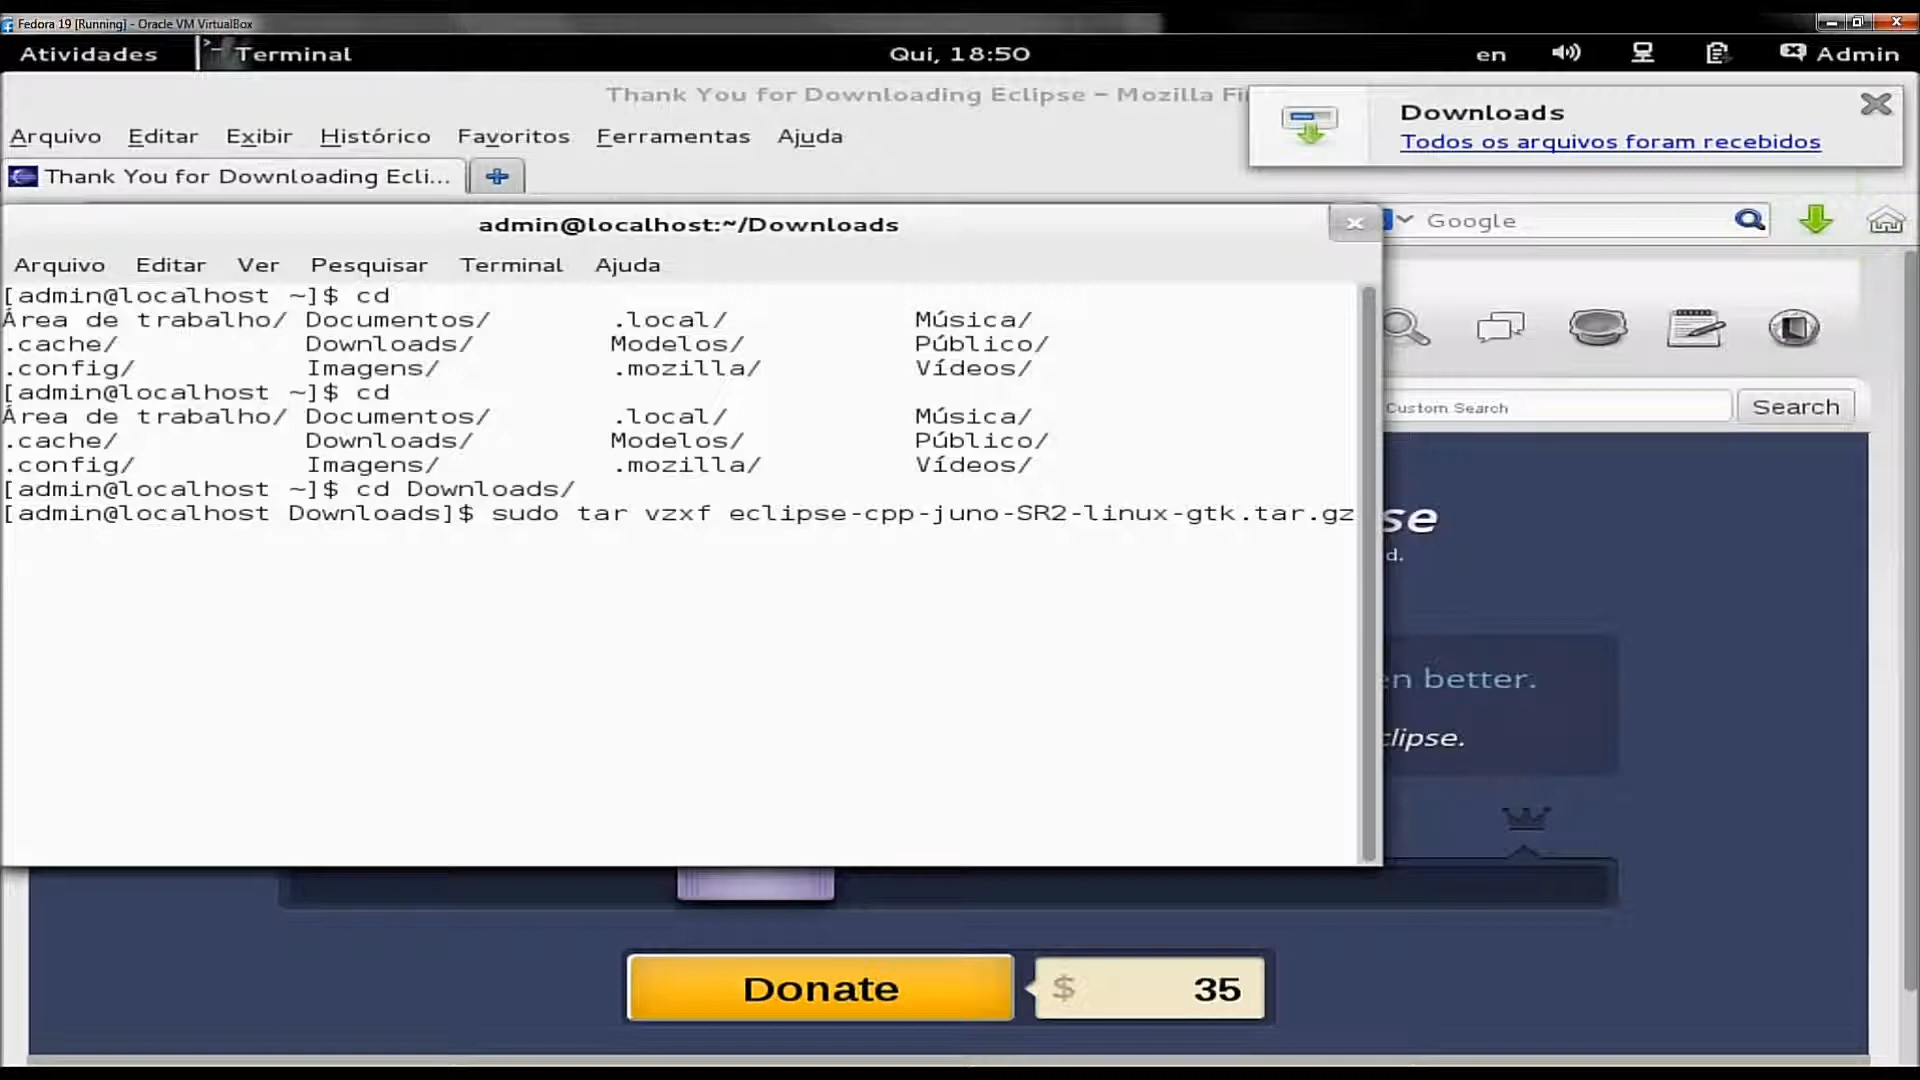 Fedora 19 [Running] - Oracle VM VirtualBox
Atividades
Terminal
Qui, 18:50
en
Admin
Thank You for Downloading Eclipse - Mozilla Fi
Downloads
Todos os arquivos foram recebidos
Arquivo Editar Exibir Histórico Favoritos Ferramentas Ajuda
Thank You for Downloading Ecli...
Google
admin@localhost:~/Downloads
Arquivo Editar Ver Pesquisar Terminal Ajuda
[admin@localhost ~]$ cd
Área de trabalho/ Documentos/ .local/ Música/
.cache/ Downloads/ Modelos/ Público/
.config/ Imagens/ .mozilla/ Vídeos/
[admin@localhost ~]$ cd
Área de trabalho/ Documentos/ .local/ Música/
.cache/ Downloads/ Modelos/ Público/
.config/ Imagens/ .mozilla/ Vídeos/
[admin@localhost ~]$ cd Downloads/
[admin@localhost Downloads]$ sudo tar vzxf eclipse-cpp-juno-SR2-linux-gtk.tar.gz
Custom Search
Search
se
d.
en better.
clipse.
Donate
$ 35